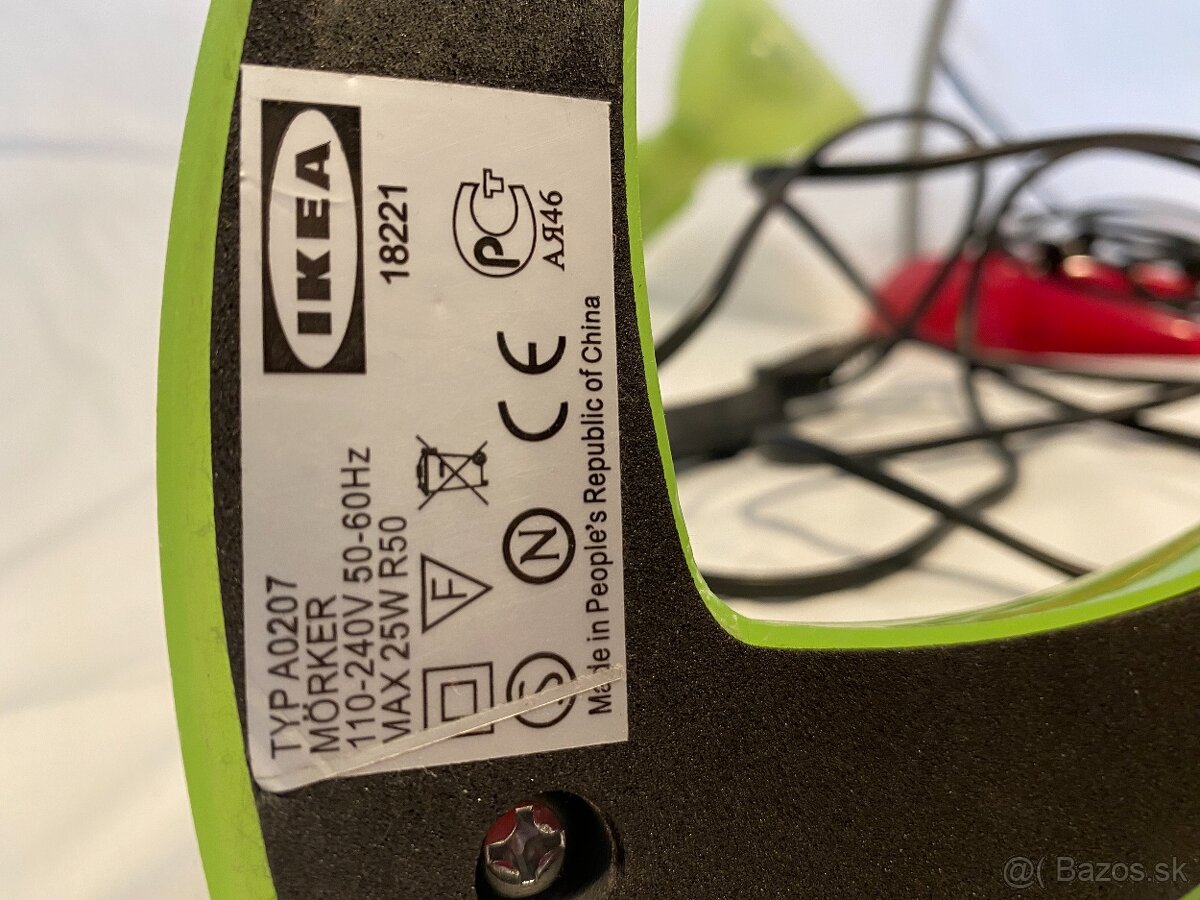 IKEA
18221
TYP A0207
MÖRKER
110-240V 50-60Hz
MAX 25W R50
PCT
АЯ46
CE
F
N
S
Made in People's Republic of China
@( Bazos.sk